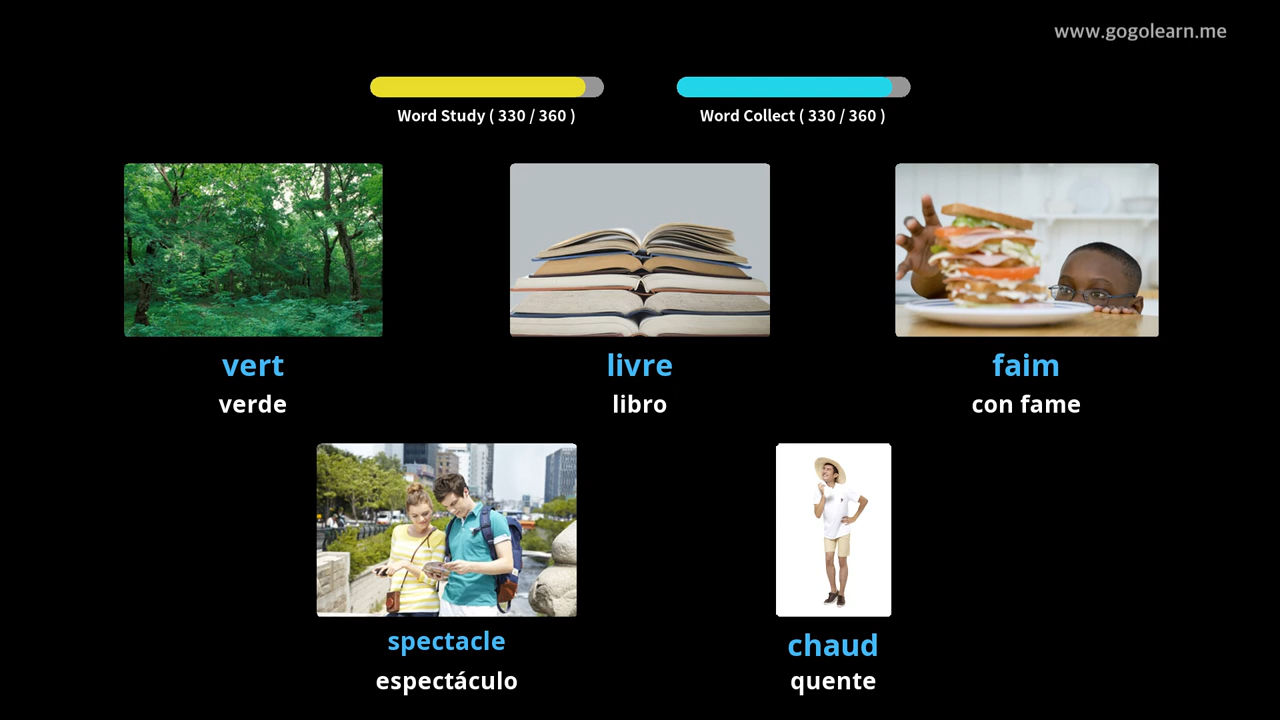 www.gogolearn.me
Word Study ( 330 / 360 )
Word Collect ( 330 / 360 )
vert
verde
livre
libro
faim
con fame
spectacle
espectáculo
chaud
quente